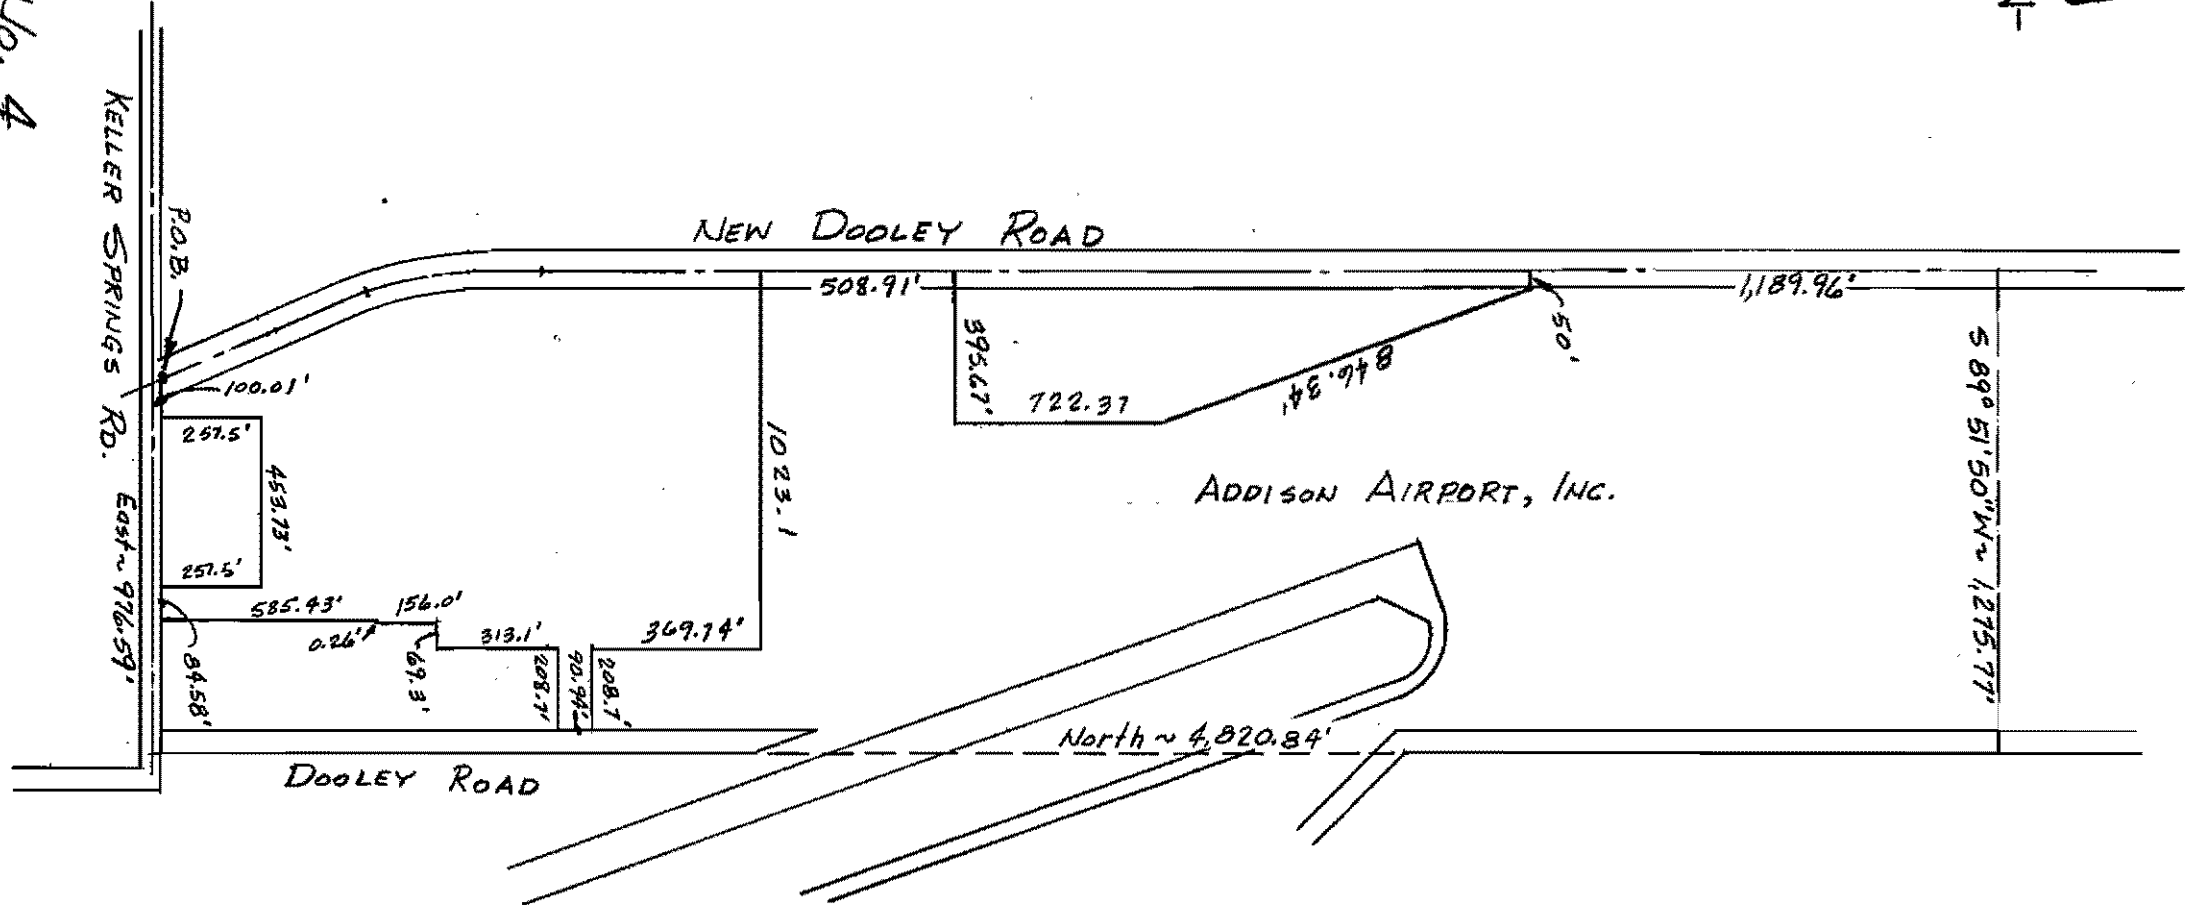 No. 4
KELLER SPRINGS RD.
East ~ 976.59'
P.O.B.
100.01'
257.5'
453.73'
257.5'
84.58'
585.43'
0.26'
156.0'
69.3'
313.1'
208.7'
90.94'
208.7'
369.74'
1023.1
NEW DOOLEY ROAD
508.91'
395.67'
722.37
846.34'
50'
1,189.96'
S 89° 51' 50" W ~ 1,275.77'
ADDISON AIRPORT, INC.
North ~ 4,820.84'
DOOLEY ROAD